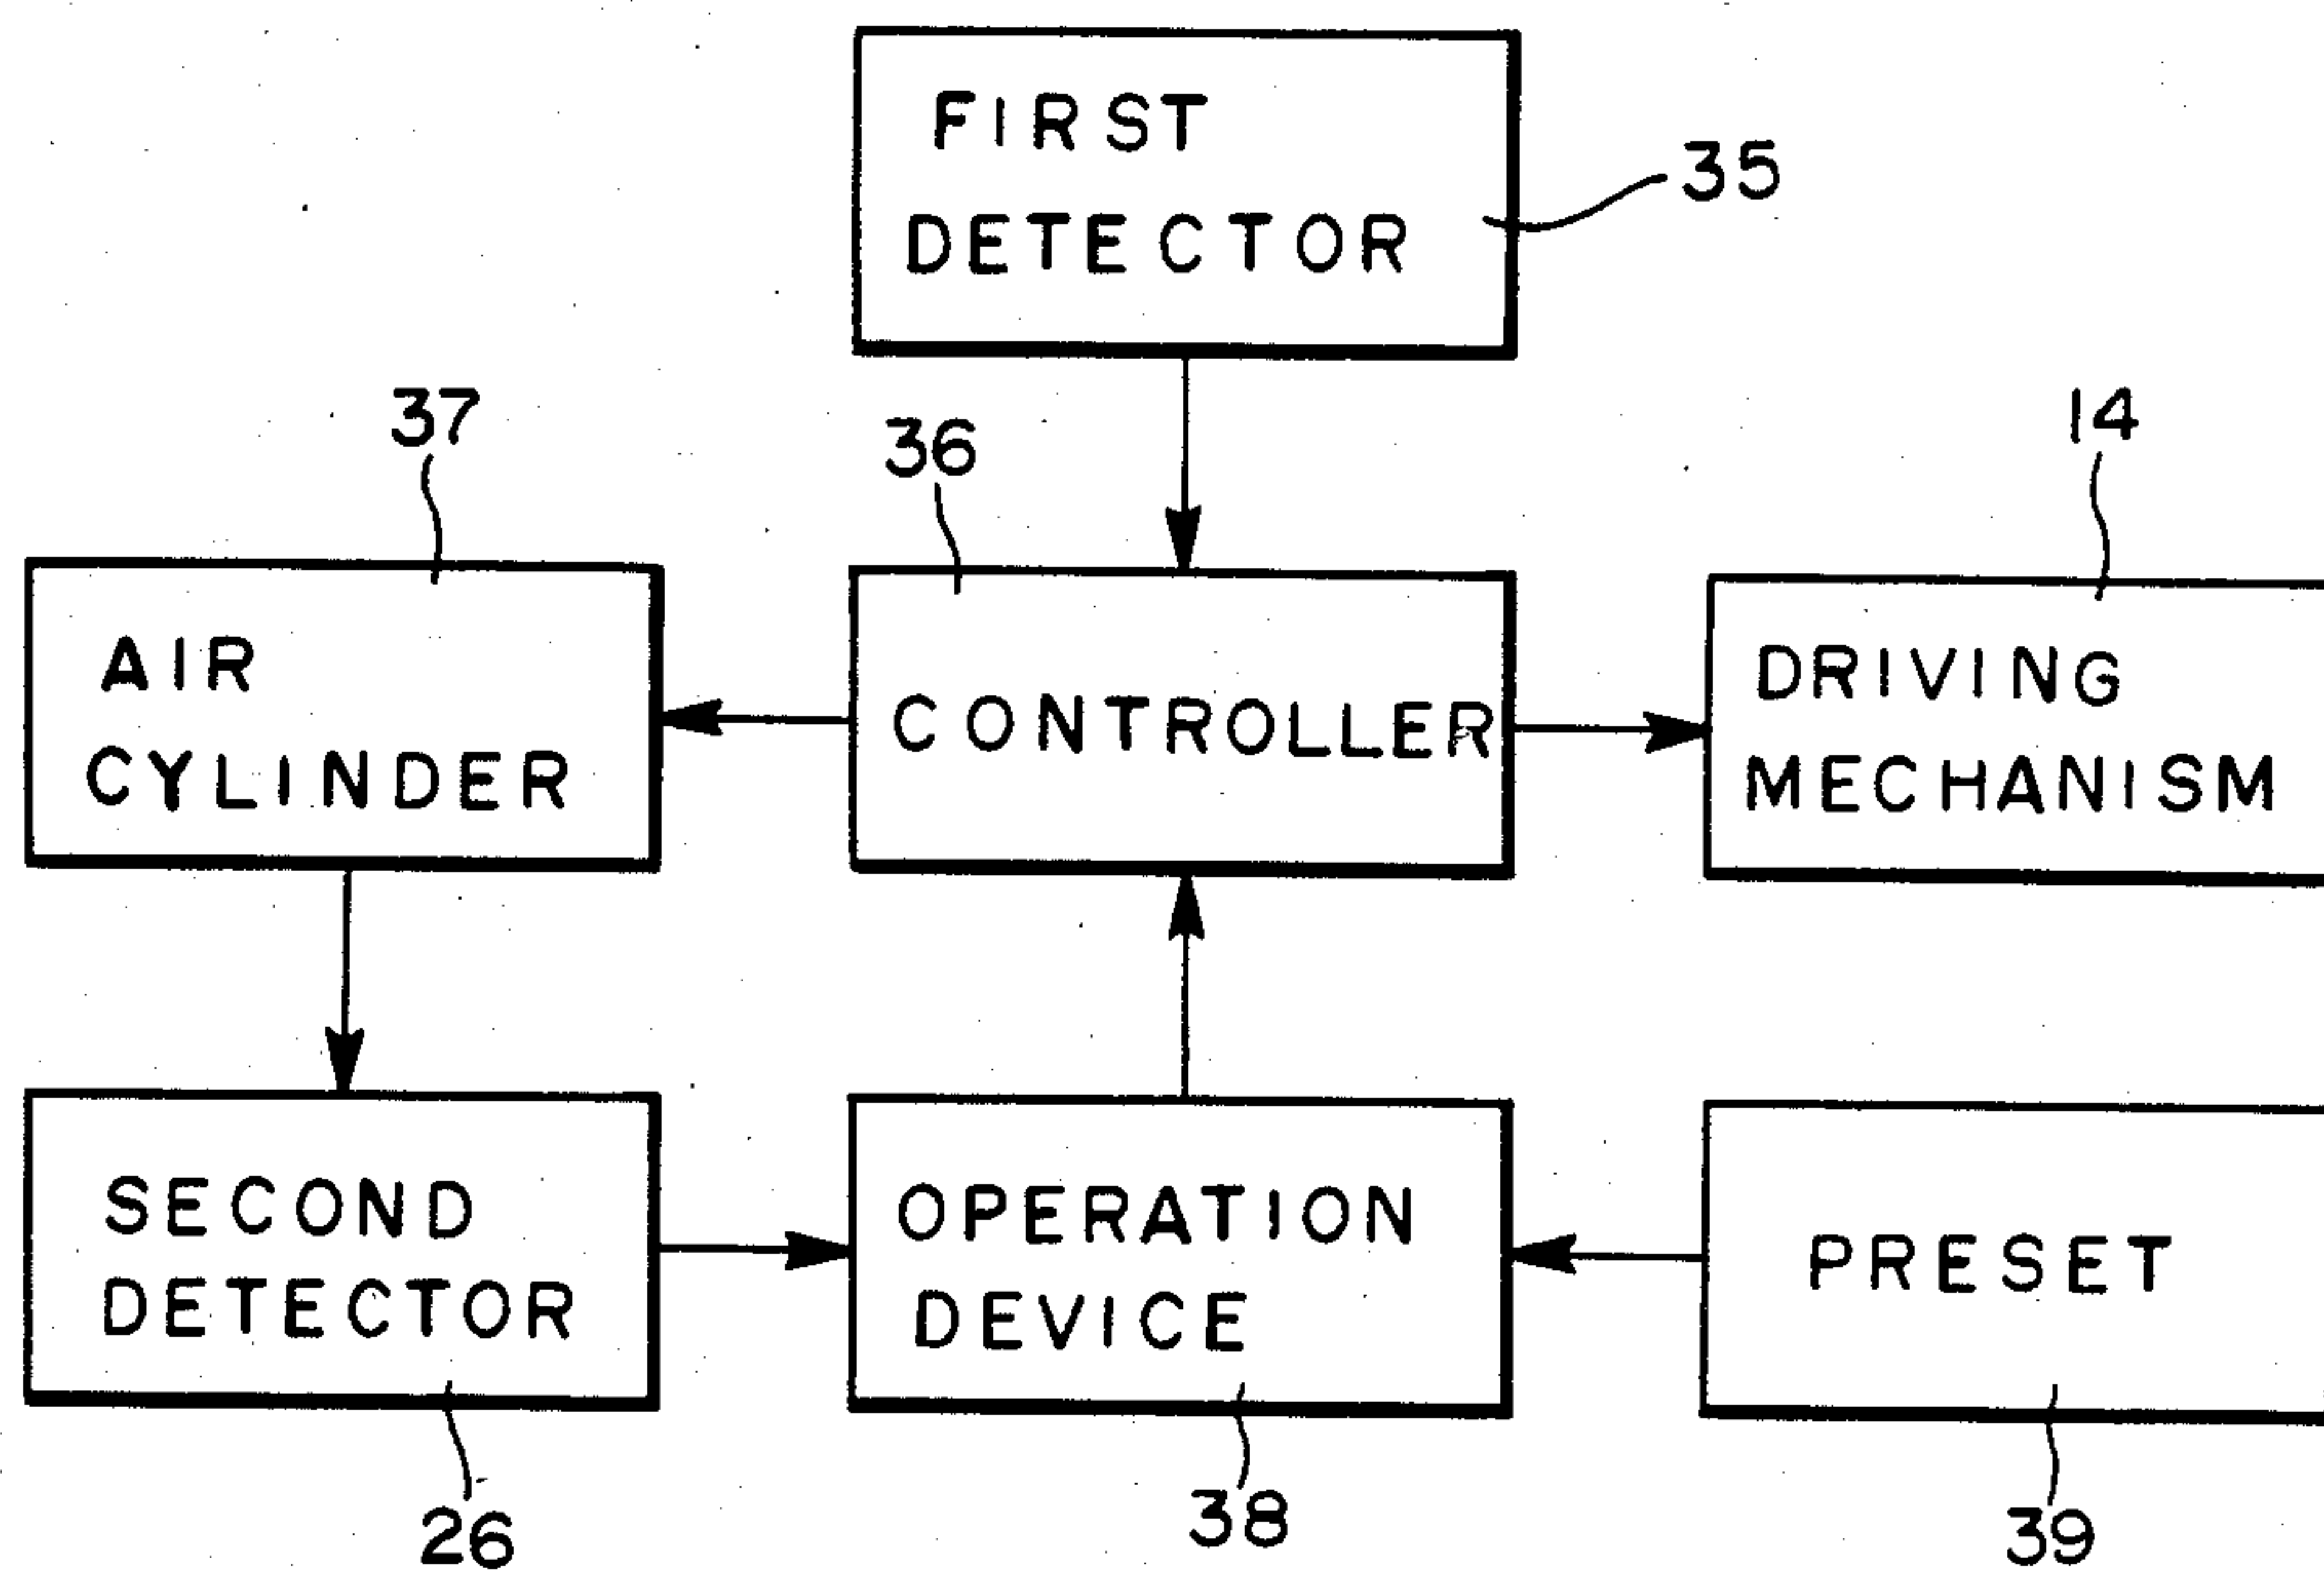 FIRST
DETECTOR
35
37
36
14
AIR
CYLINDER
CONTROLLER
DRIVING
MECHANISM
SECOND
DETECTOR
OPERATION
DEVICE
PRESET
26
38
39